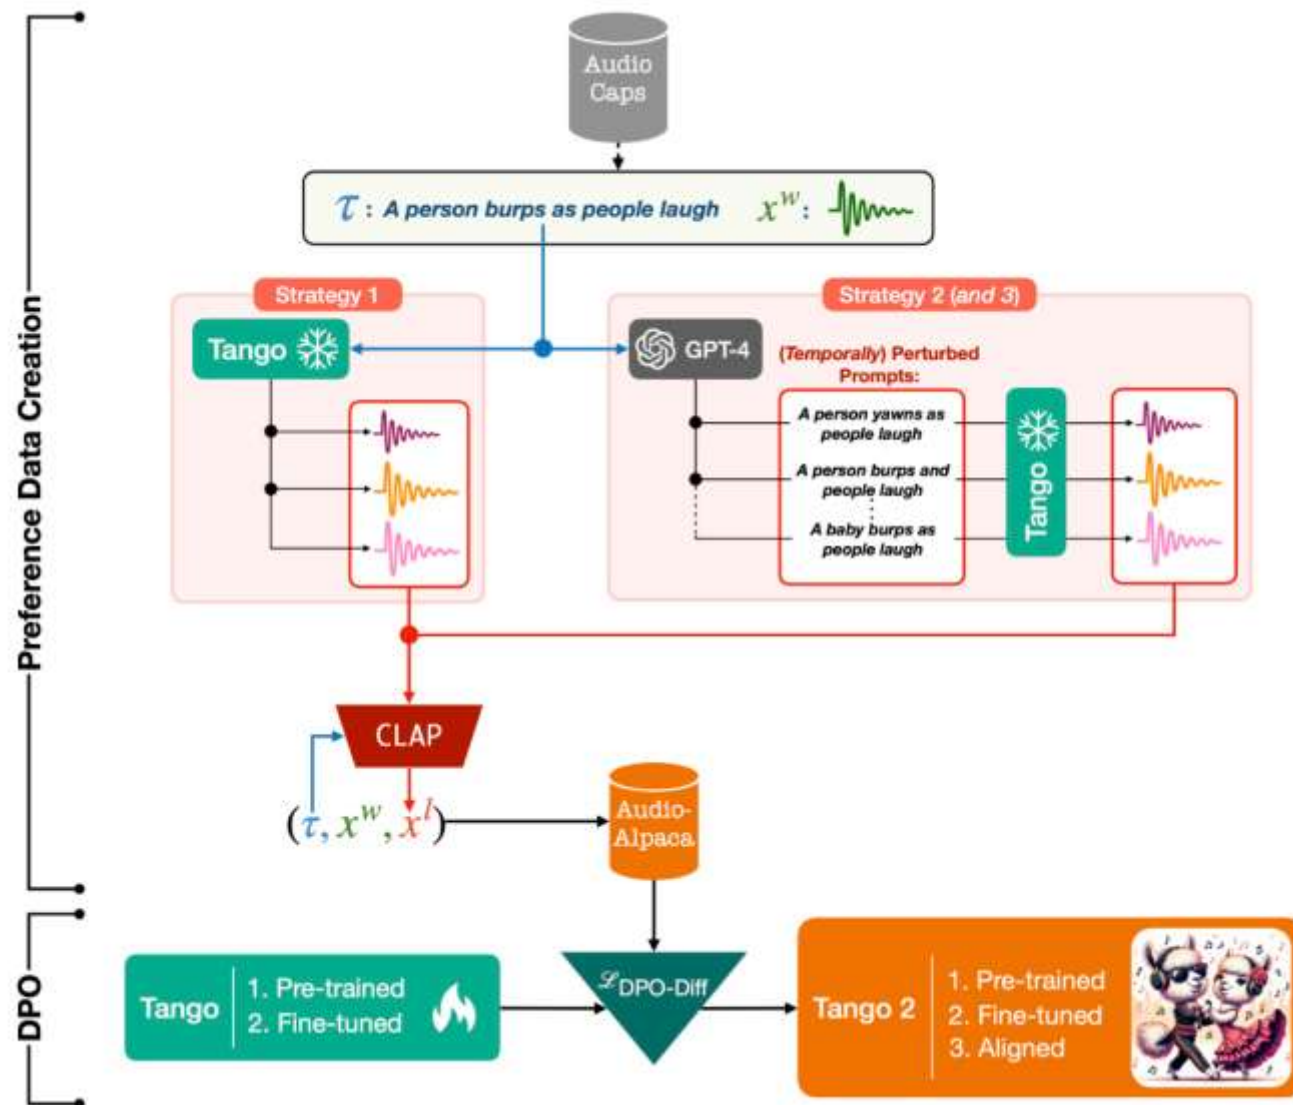 Preference Data Creation
Audio
Caps
τ : A person burps as people laugh xʷ:
Strategy 1
Tango
Strategy 2 (and 3)
GPT-4
(Temporally) Perturbed
Prompts:
A person yawns as
people laugh
A person burps and
people laugh
A baby burps as
people laugh
Tango
CLAP
(τ, xʷ, xˡ)
Audio-
Alpaca
DPO
Tango
1. Pre-trained
2. Fine-tuned
ℒDPO-Diff
Tango 2
1. Pre-trained
2. Fine-tuned
3. Aligned